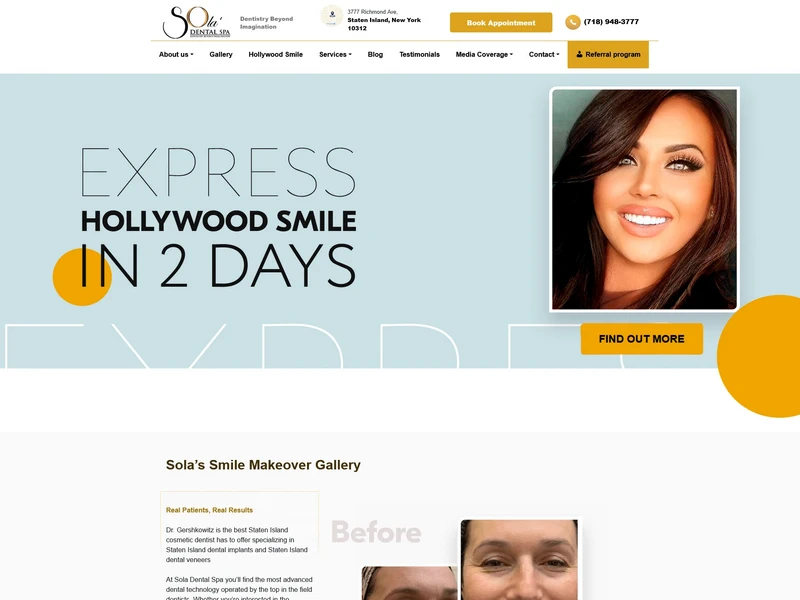 SOla'
DENTAL SPA
Dentistry Beyond
Imagination
3777 Richmond Ave,
Staten Island, New York
10312
Book Appointment
(718) 948-3777
About us
Gallery
Hollywood Smile
Services
Blog
Testimonials
Media Coverage
Contact
Referral program
EXPRESS
HOLLYWOOD SMILE
IN 2 DAYS
EXPRES
FIND OUT MORE
Sola's Smile Makeover Gallery
Real Patients, Real Results
Dr. Gershkowitz is the best Staten Island
cosmetic dentist has to offer specializing in
Staten Island dental implants and Staten Island
dental veneers
At Sola Dental Spa you'll find the most advanced
dental technology operated by the top in the field
dentists. Whether you're interested in the
Before